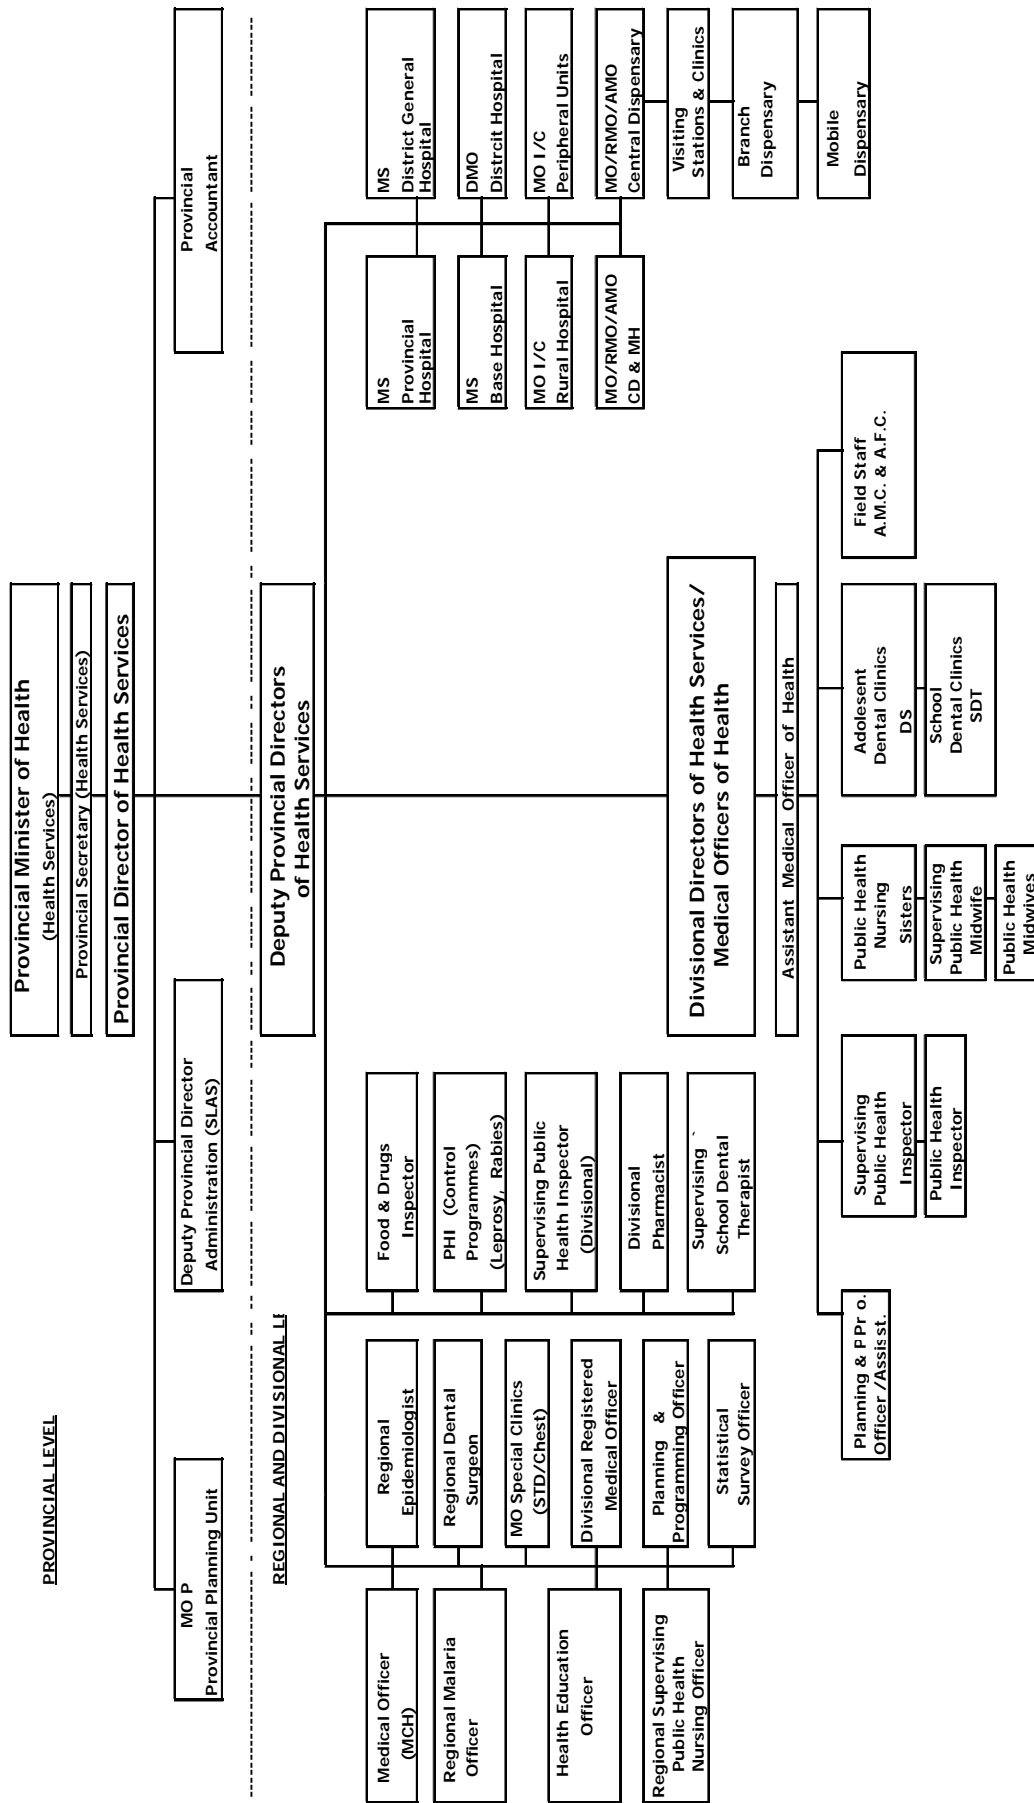 Provincial Minister of Health
(Health Services)
Provincial Secretary (Health Services)
Provincial Director of Health Services
PROVINCIAL LEVEL
MO P
Provincial Planning Unit
Deputy Provincial Director
Administration (SLAS)
Provincial
Accountant
REGIONAL AND DIVISIONAL
Deputy Provincial Directors
of Health Services
Medical Officer
(MCH)
Regional Malaria
Officer
Health Education
Officer
Regional Supervising
Public Health
Nursing Officer
Regional
Epidemiologist
Regional Dental
Surgeon
MO Special Clinics
(STD/Chest)
Divisional Registered
Medical Officer
Planning &
Programming Officer
Statistical
Survey Officer
Food & Drugs
Inspector
PHI (Control
Programmes)
(Leprosy, Rabies)
Supervising Public
Health Inspector
(Divisional)
Divisional
Pharmacist
Supervising `
School Dental
Therapist
MS
Provincial
Hospital
MS
Base Hospital
MO I/C
Rural Hospital
MO/RMO/AMO
CD & MH
MS
District General
Hospital
DMO
Distrcit Hospital
MO I/C
Peripheral Units
MO/RMO/AMO
Central Dispensary
Visiting
Stations & Clinics
Branch
Dispensary
Mobile
Dispensary
Divisional Directors of Health Services/
Medical Officers of Health
Assistant Medical Officer of Health
Planning &
Officer /Assisst.
Supervising
Public Health
Inspector
Public Health
Inspector
Public Health
Nursing
Sisters
Supervising
Public Health
Midwife
Public Health
Midwives
Adolesent
Dental Clinics
DS
School
Dental Clinics
SDT
Field Staff
A.M.C. & A.F.C.